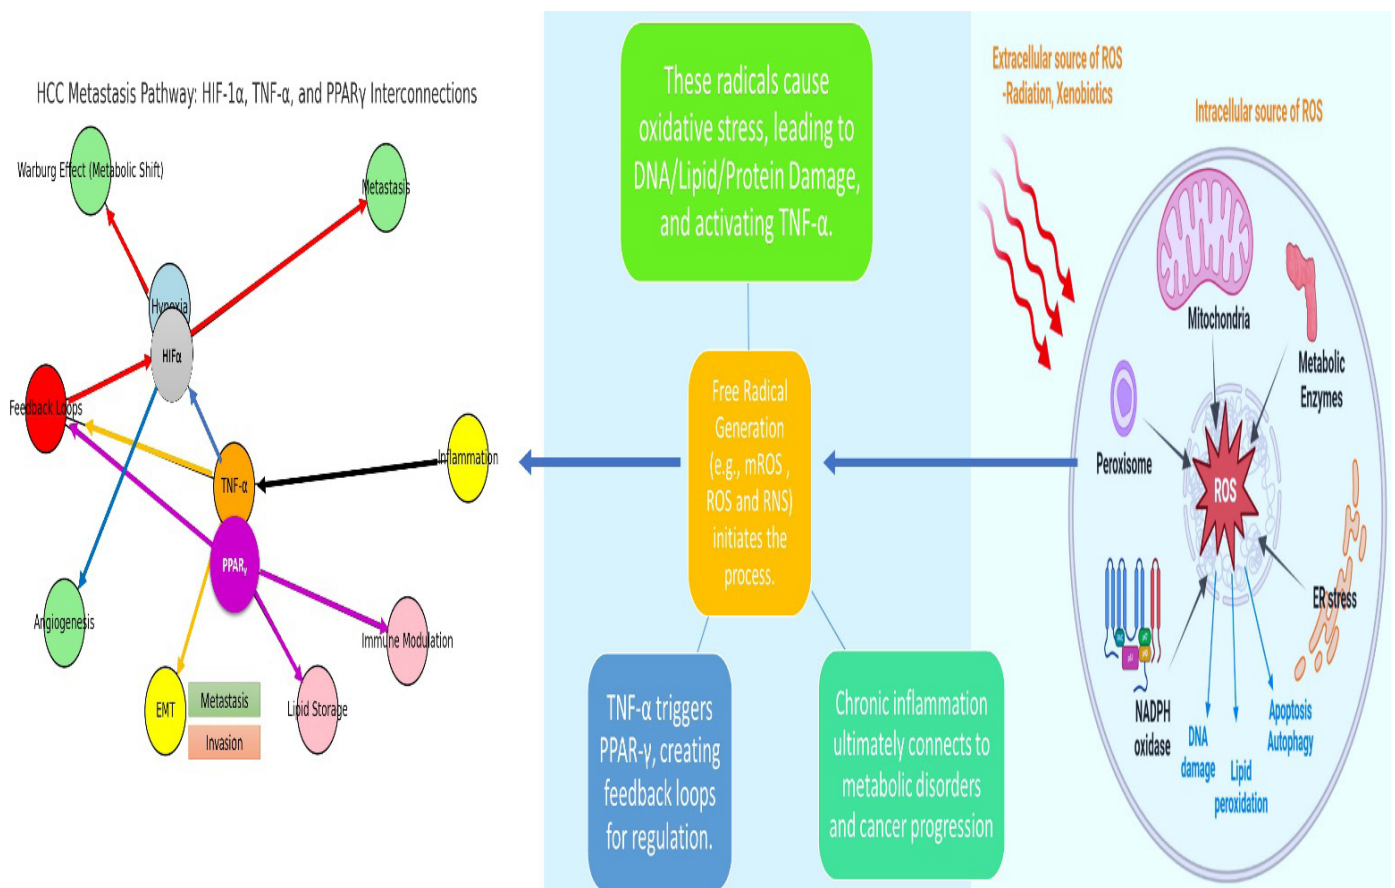 HCC Metastasis Pathway: HIF-1α, TNF-α, and PPARγ Interconnections
Warburg Effect (Metabolic Shift)
Metastasis
Hypoxia
HIFα
Feedback Loops
TNF-α
Inflammation
PPARγ
Angiogenesis
Immune Modulation
EMT
Metastasis
Invasion
Lipid Storage
These radicals cause
oxidative stress, leading to
DNA/Lipid/Protein Damage,
and activating TNF-α.
Free Radical
Generation
(e.g., mROS ,
ROS and RNS)
initiates the
process.
TNF-α triggers
PPAR-γ, creating
feedback loops
for regulation.
Chronic inflammation
ultimately connects to
metabolic disorders
and cancer progression
Extracellular source of ROS
-Radiation, Xenobiotics
Intracellular source of ROS
Mitochondria
Metabolic
Enzymes
Peroxisome
ROS
ER stress
NADPH
oxidase
DNA
damage
Lipid
peroxidation
Apoptosis
Autophagy